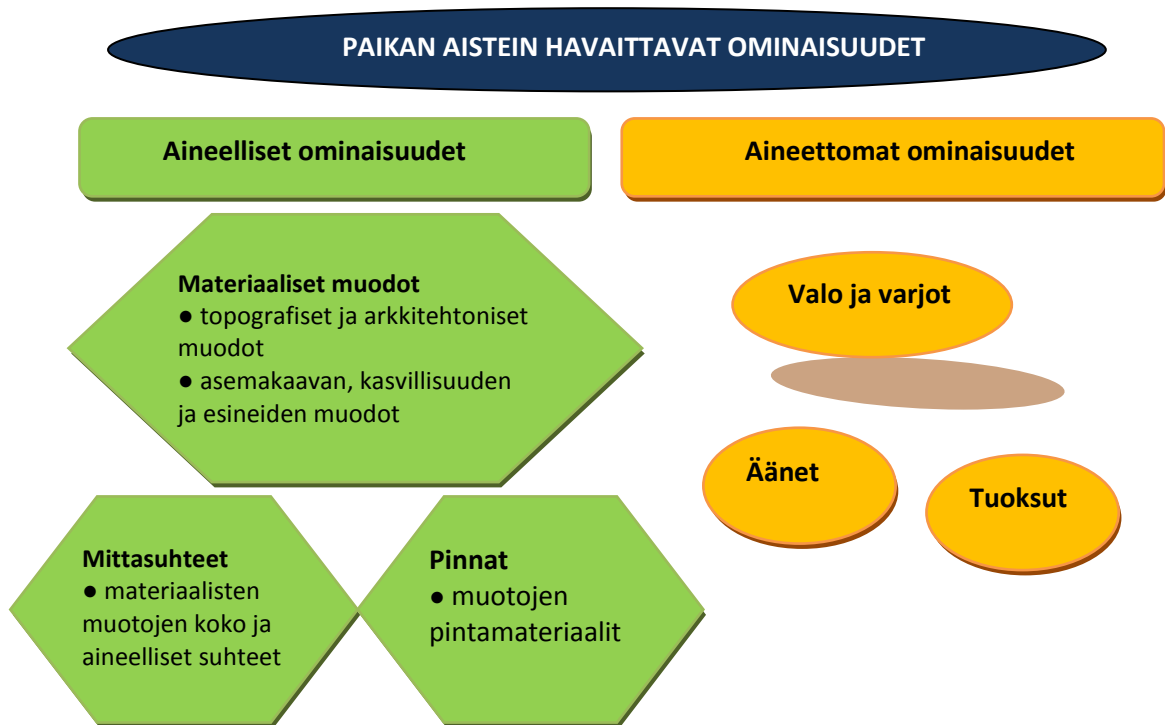 PAIKAN AISTEIN HAVAITTAVAT OMINAISUUDET
Aineelliset ominaisuudet
Aineettomat ominaisuudet
Materiaaliset muodot
● topografiset ja arkkitehtoniset
muodot
● asemakaavan, kasvillisuuden
ja esineiden muodot
Valo ja varjot
Äänet
Tuoksut
Mittasuhteet
● materiaalisten
muotojen koko ja
aineelliset suhteet
Pinnat
● muotojen
pintamateriaalit